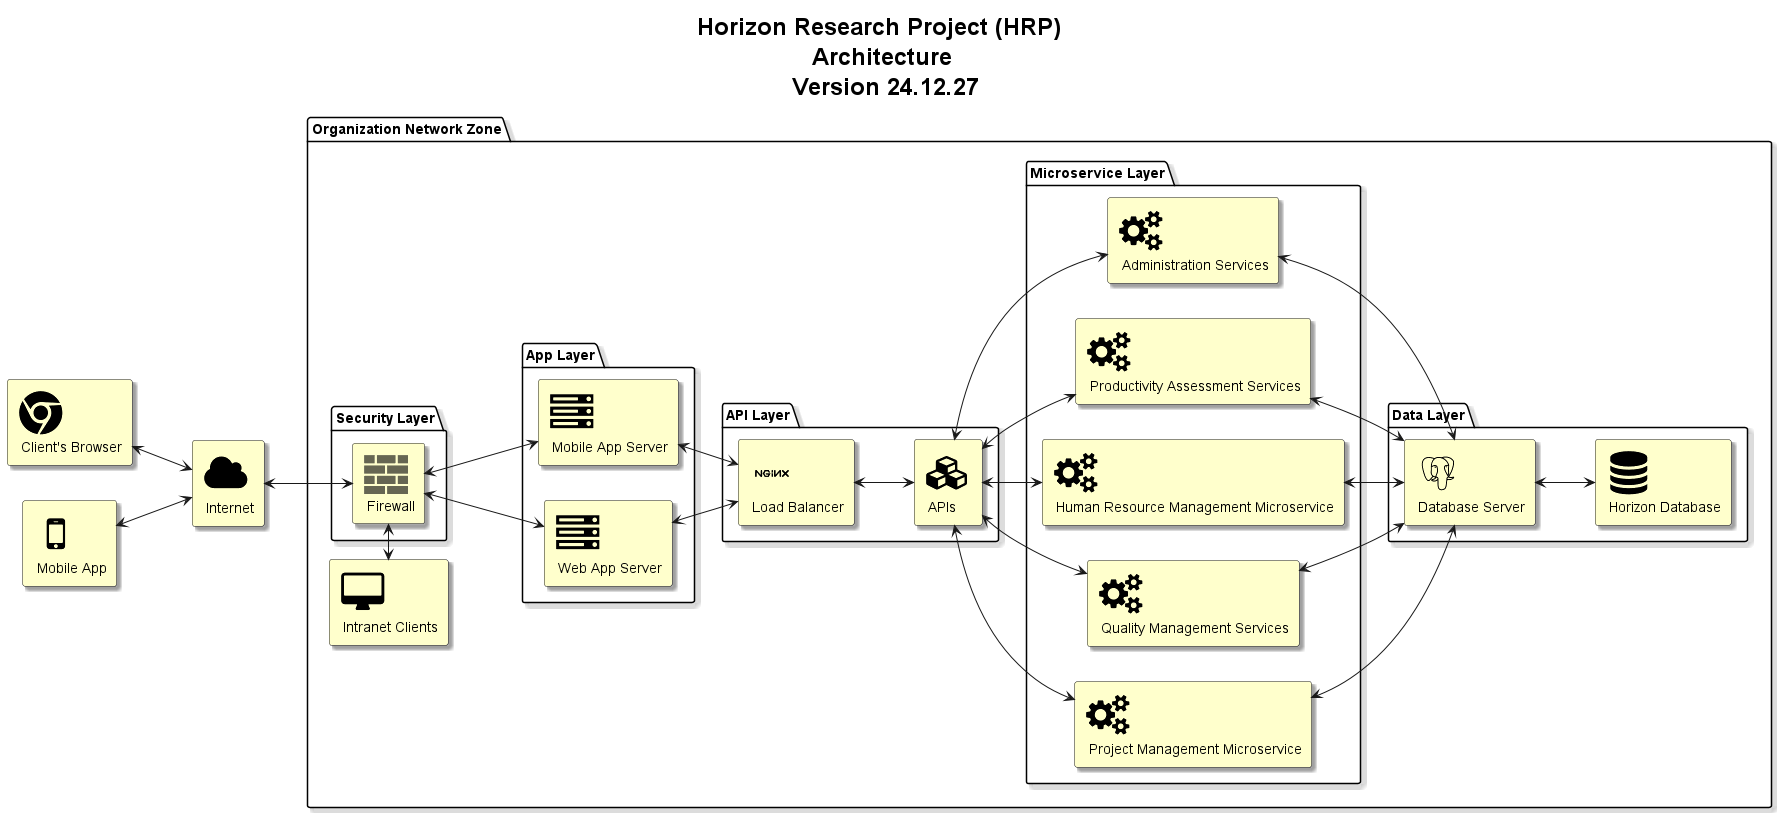 Horizon Research Project (HRP)
Architecture
Version 24.12.27
Organization Network Zone
Microservice Layer
Administration Services
Productivity Assessment Services
Human Resource Management Microservice
Quality Management Services
Project Management Microservice
App Layer
Mobile App Server
Web App Server
Security Layer
Firewall
Intranet Clients
API Layer
NGINX
Load Balancer
APIs
Data Layer
Database Server
Horizon Database
Client's Browser
Mobile App
Internet